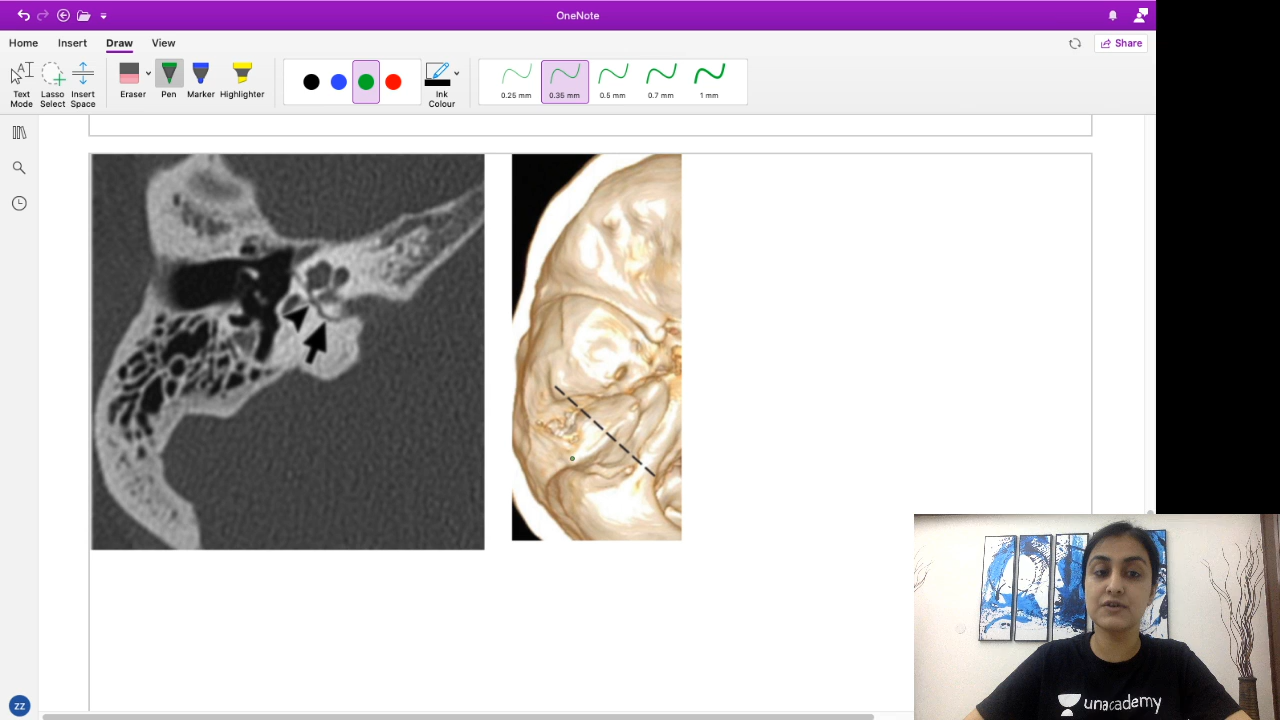 OneNote
Home Insert Draw View
Share
Text Mode
Lasso Select
Insert Space
Eraser
Pen
Marker
Highlighter
Ink Colour
0.25 mm
0.35 mm
0.5 mm
0.7 mm
1 mm
ZZ
unacademy